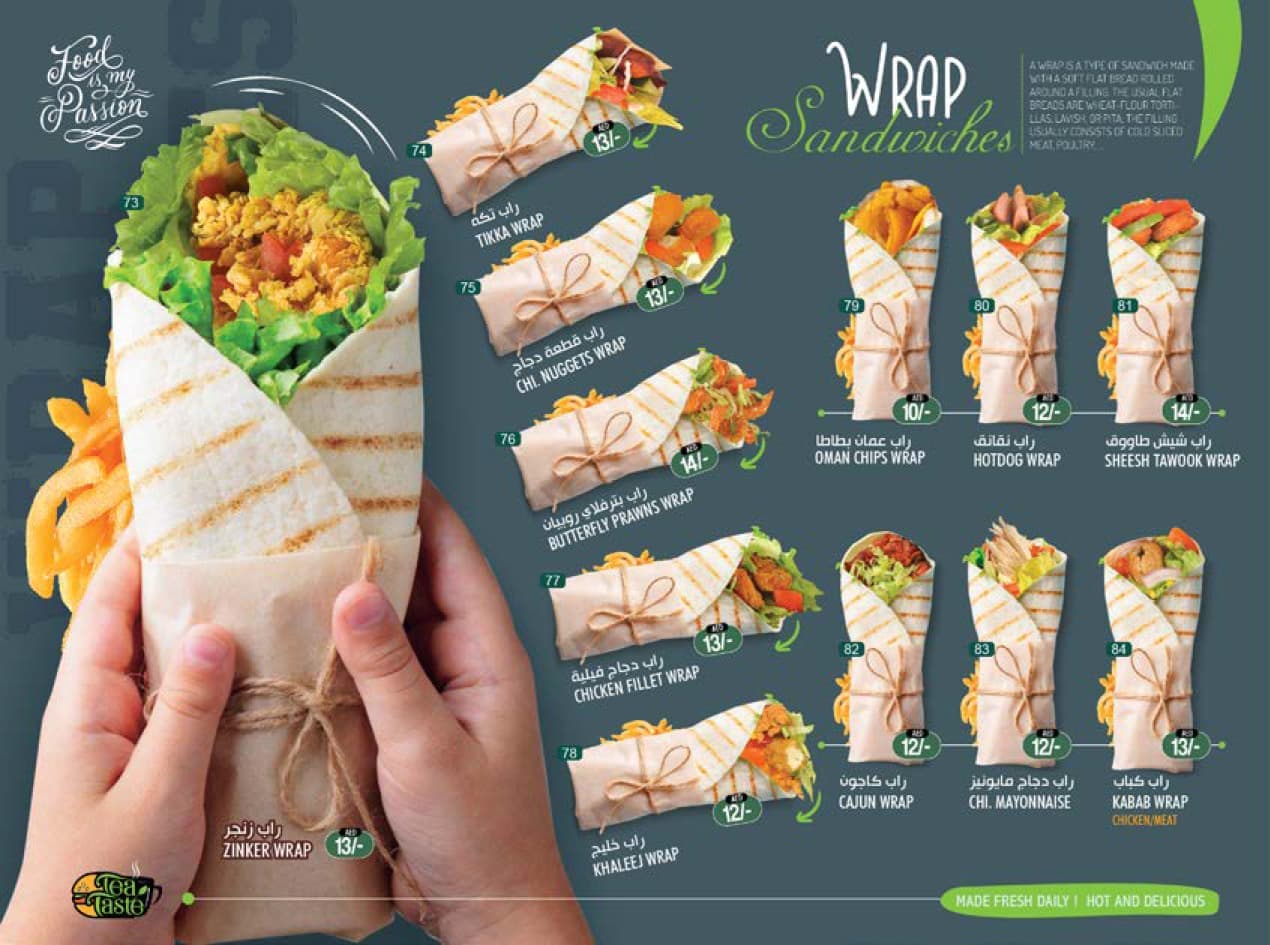 Food
is my
Passion
WRAP
Sandwiches
A WRAP IS A TYPE OF SANDWICH MADE
WITH A SOFT FLAT BREAD ROLLED
AROUND A FILLING. THE USUAL FLAT
BREADS ARE WHEAT-FLOUR TORTI-
LLAS, LAVISH, OR PITA. THE FILLING
USUALLY CONSISTS OF COLD SLICED
MEAT, POULTRY,...
73
راب زنجر
ZINKER WRAP
AED
13/-
74
AED
13/-
راب تكه
TIKKA WRAP
75
AED
13/-
راب قطعة دجاج
CHI. NUGGETS WRAP
76
AED
14/-
راب بترفلاي روبيان
BUTTERFLY PRAWNS WRAP
77
AED
13/-
راب دجاج فيلية
CHICKEN FILLET WRAP
78
AED
12/-
راب خليج
KHALEEJ WRAP
79
AED
10/-
راب عمان بطاطا
OMAN CHIPS WRAP
80
AED
12/-
راب نقانق
HOTDOG WRAP
81
AED
14/-
راب شيش طاووق
SHEESH TAWOOK WRAP
82
AED
12/-
راب كاجون
CAJUN WRAP
83
AED
12/-
راب دجاج مايونيز
CHI. MAYONNAISE
84
AED
13/-
راب كباب
KABAB WRAP
CHICKEN/MEAT
Tea
Taste
MADE FRESH DAILY ! HOT AND DELICIOUS